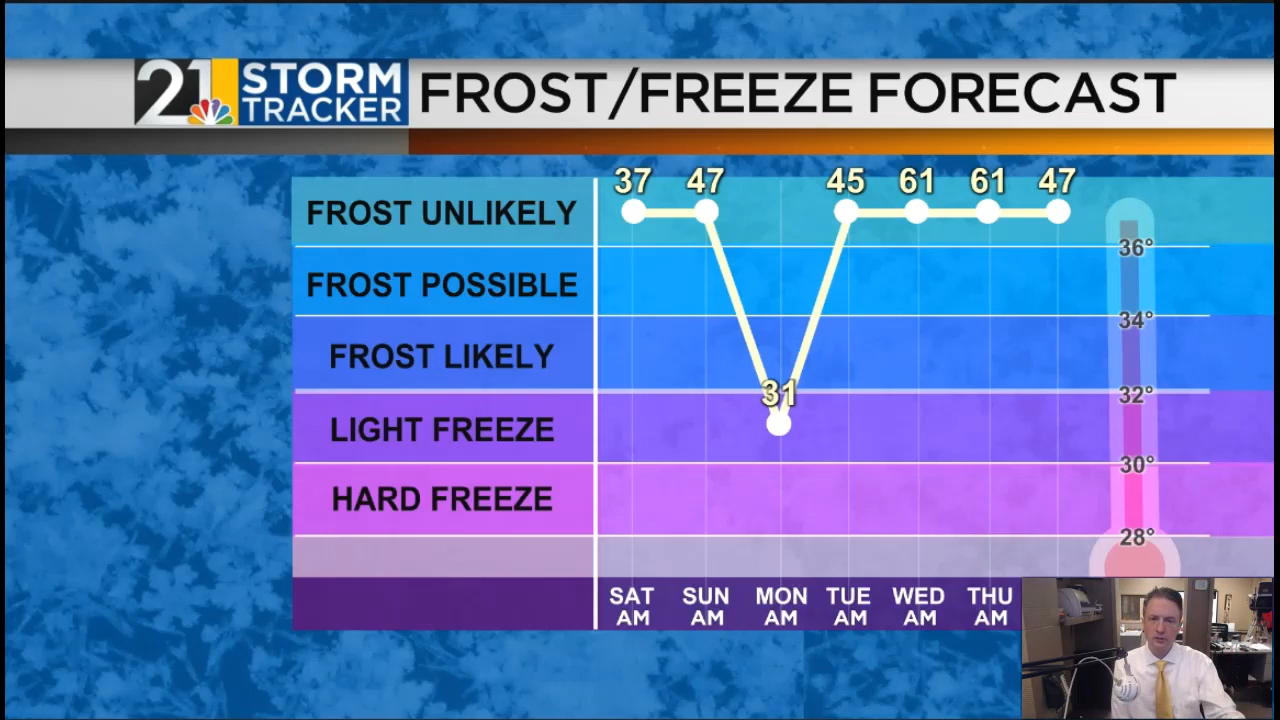 21 STORM
TRACKER
FROST/FREEZE FORECAST
37 47 45 61 61 47
FROST UNLIKELY
36°
FROST POSSIBLE
34°
FROST LIKELY
31
32°
LIGHT FREEZE
30°
HARD FREEZE
28°
SAT SUN MON TUE WED THU
AM AM AM AM AM AM